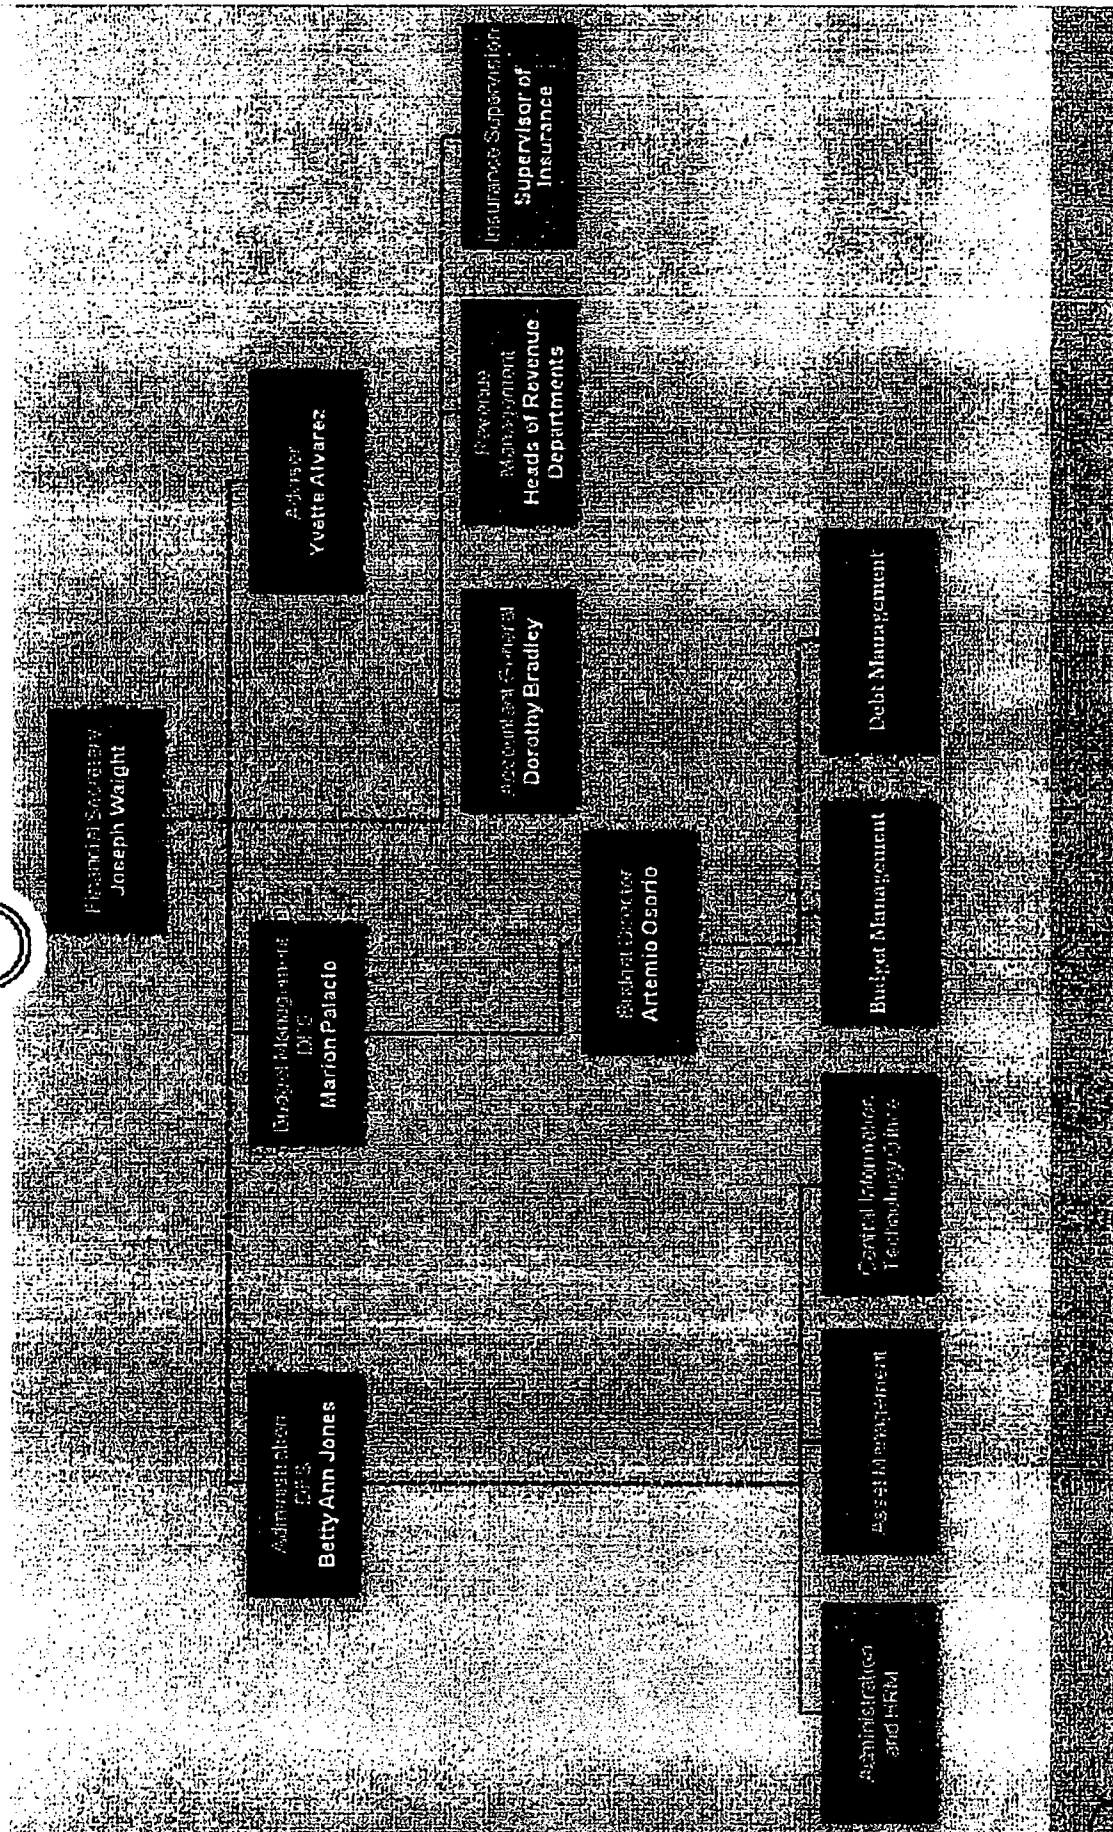 Financial Secretary
Joseph Waight
Administration
DFS
Betty Ann Jones
Budget Management
DFS
Marion Palacio
Adviser
Yvette Alvarez
Accountant General
Dorothy Bradley
Revenue
Management
Heads of Revenue
Departments
Insurance Supervision
Supervisor of
Insurance
Budget Director
Artemio Osorio
Administration
and HRM
Asset Management
Central Information
Technology Office
Budget Management
Debt Management